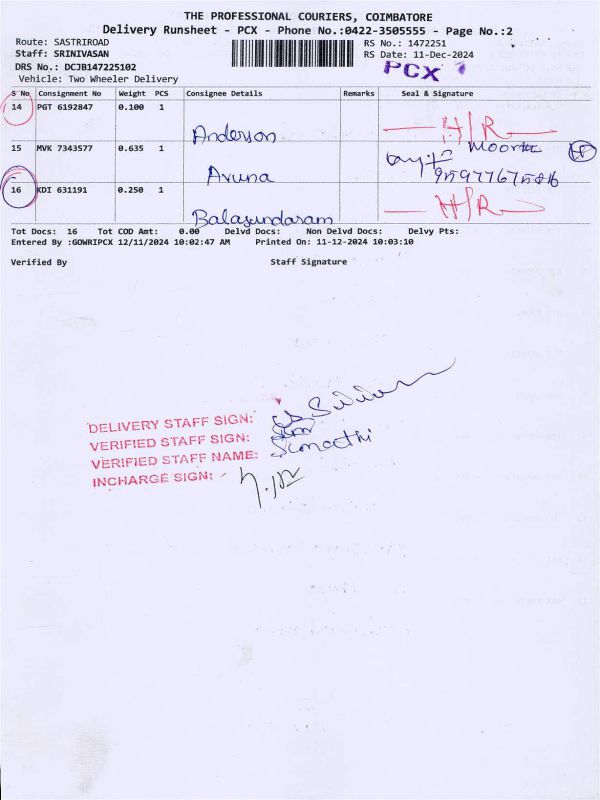 THE PROFESSIONAL COURIERS, COIMBATORE
Delivery Runsheet - PCX - Phone No.:0422-3505555 - Page No.:2
Route: SASTRIROAD RS No.: 1472251
Staff: SRINIVASAN RS Date: 11-Dec-2024
DRS No.: DCJB147225102 PCX
Vehicle: Two Wheeler Delivery
S No Consignment No Weight PCS Consignee Details Remarks Seal & Signature
14 PGT 6192847 0.100 1
Anderson H/R
15 MVK 7343577 0.635 1 Moorthi
Aruna
16 KDI 631191 0.250 1
Balasundaram H/R
Tot Docs: 16 Tot COD Amt: 0.00 Delvd Docs: Non Delvd Docs: Delvy Pts:
Entered By :GOWRIPCX 12/11/2024 10:02:47 AM Printed On: 11-12-2024 10:03:10
Verified By Staff Signature
DELIVERY STAFF SIGN:
VERIFIED STAFF SIGN:
VERIFIED STAFF NAME: Sumathi
INCHARGE SIGN: